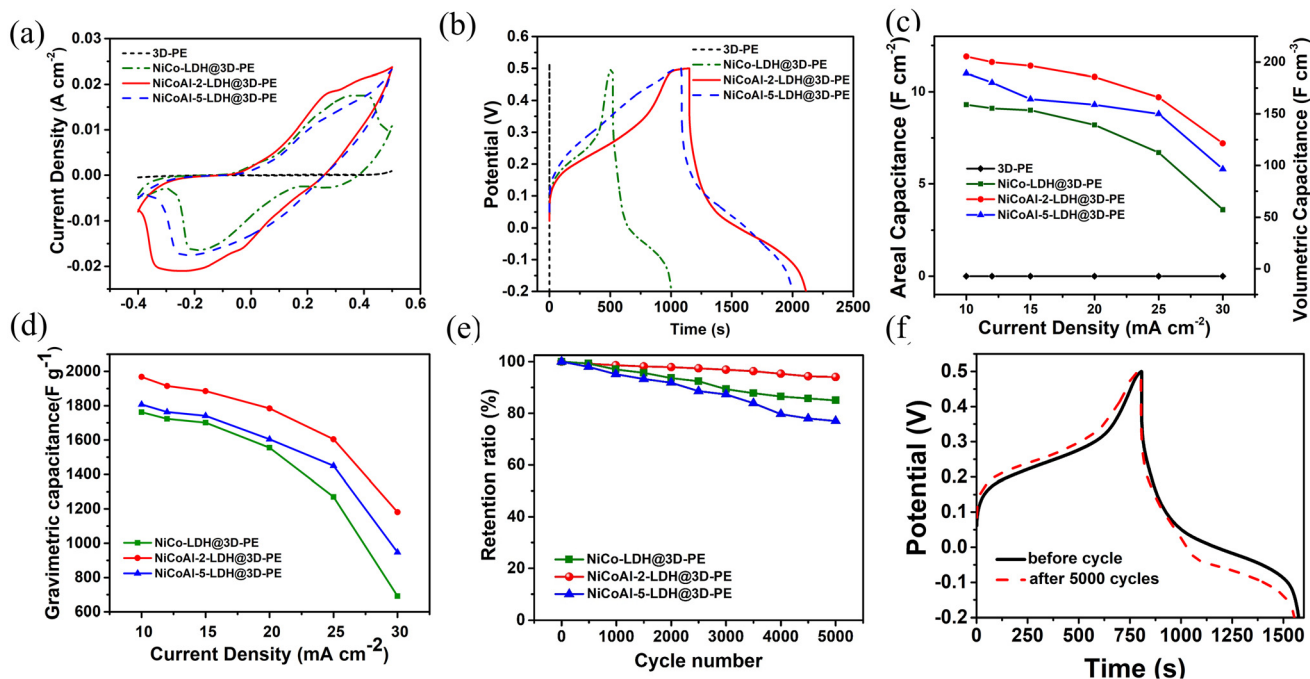 (a)
Current Density (A cm-2)
0.03
0.02
0.01
0.00
-0.01
-0.02
-0.4 -0.2 0.0 0.2 0.4 0.6
3D-PE
NiCo-LDH@3D-PE
NiCoAl-2-LDH@3D-PE
NiCoAl-5-LDH@3D-PE
(b)
Potential (V)
0.6
0.5
0.4
0.3
0.2
0.1
0.0
-0.1
-0.2
0 500 1000 1500 2000 2500
Time (s)
3D-PE
NiCo-LDH@3D-PE
NiCoAl-2-LDH@3D-PE
NiCoAl-5-LDH@3D-PE
(c)
Areal Capacitance (F cm-2)
10
5
0
10 15 20 25 30
Current Density (mA cm-2)
Volumetric Capacitance (F cm-3)
200
150
100
50
0
3D-PE
NiCo-LDH@3D-PE
NiCoAl-2-LDH@3D-PE
NiCoAl-5-LDH@3D-PE
(d)
Gravimetric capacitance(F g-1)
2000
1800
1600
1400
1200
1000
800
600
10 15 20 25 30
Current Density (mA cm-2)
NiCo-LDH@3D-PE
NiCoAl-2-LDH@3D-PE
NiCoAl-5-LDH@3D-PE
(e)
Retention ratio (%)
100
80
60
40
20
0
0 1000 2000 3000 4000 5000
Cycle number
NiCo-LDH@3D-PE
NiCoAl-2-LDH@3D-PE
NiCoAl-5-LDH@3D-PE
(f)
Potential (V)
0.5
0.3
0.2
0.0
-0.1
-0.2
0 250 500 750 1000 1250 1500
Time (s)
before cycle
after 5000 cycles